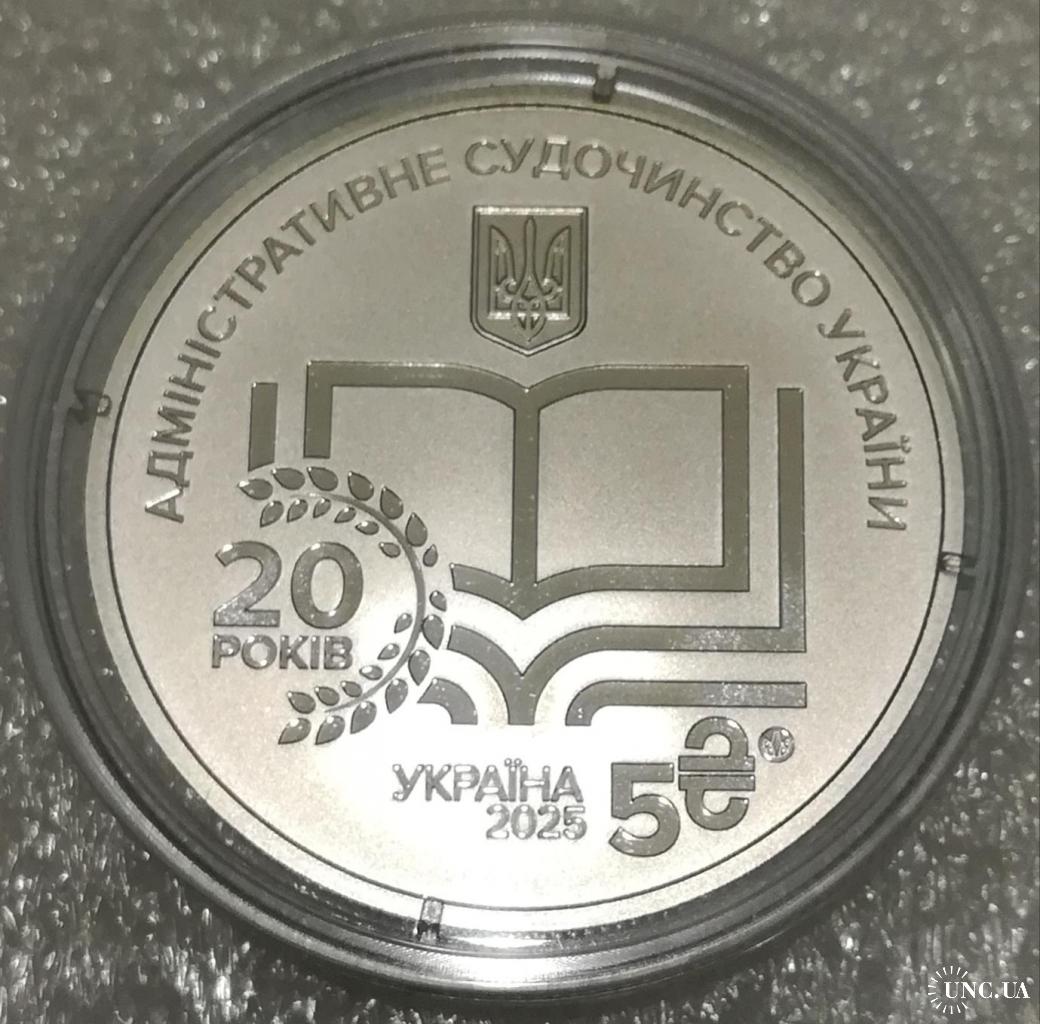 АДМІНІСТРАТИВНЕ СУДОЧИНСТВО УКРАЇНИ
20
РОКІВ
УКРАЇНА
2025
5₴
UNC.UA